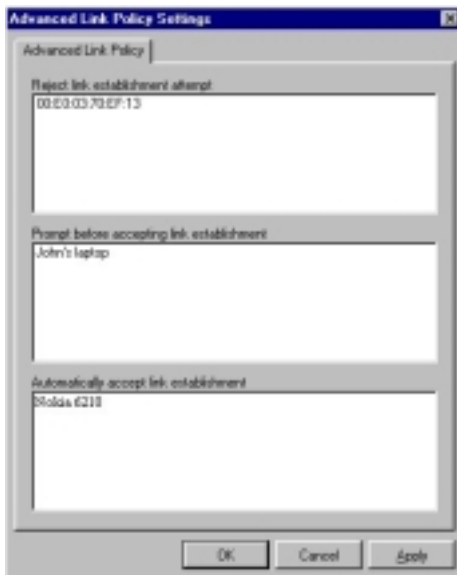 Advanced Link Policy Settings
Advanced Link Policy
Reject link establishment attempt
00:E0:03:70:EF:13
Prompt before accepting link establishment
John's laptop
Automatically accept link establishment
Nokia 6210
OK
Cancel
Apply